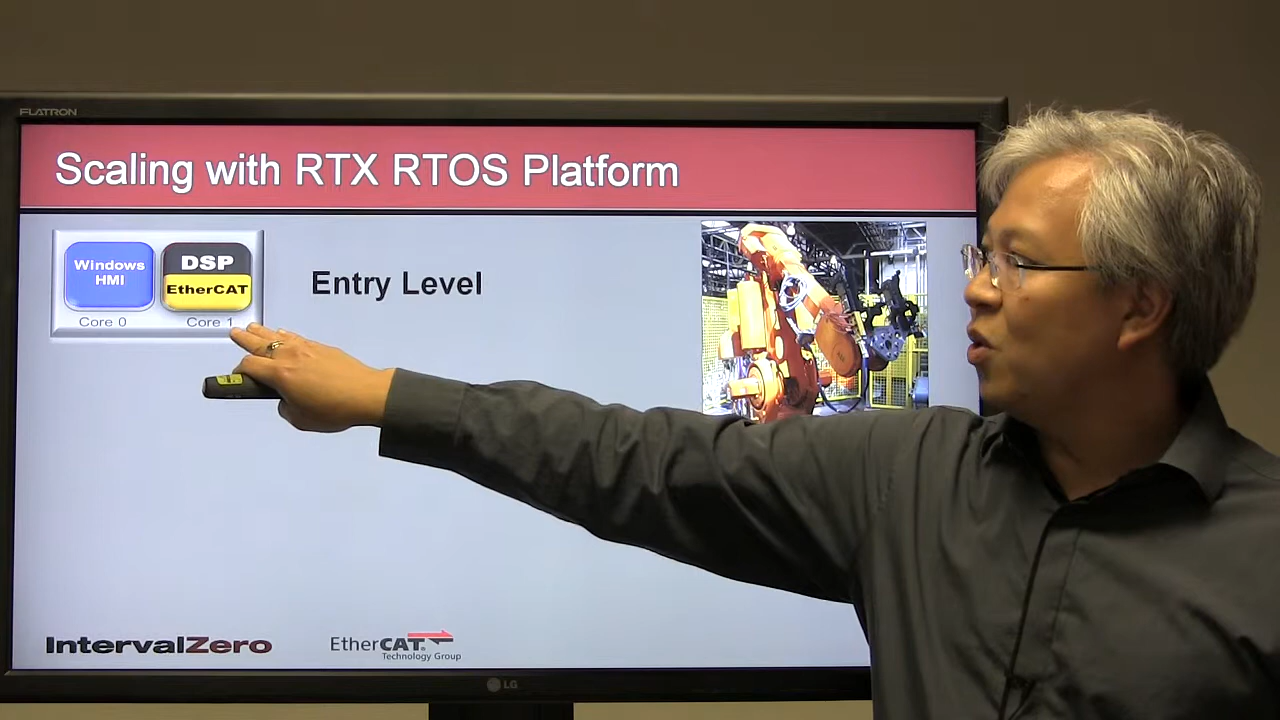 FLATRON
Scaling with RTX RTOS Platform
Windows
HMI
DSP
EtherCAT
Core 0
Core 1
Entry Level
IntervalZero
EtherCAT®
Technology Group
LG